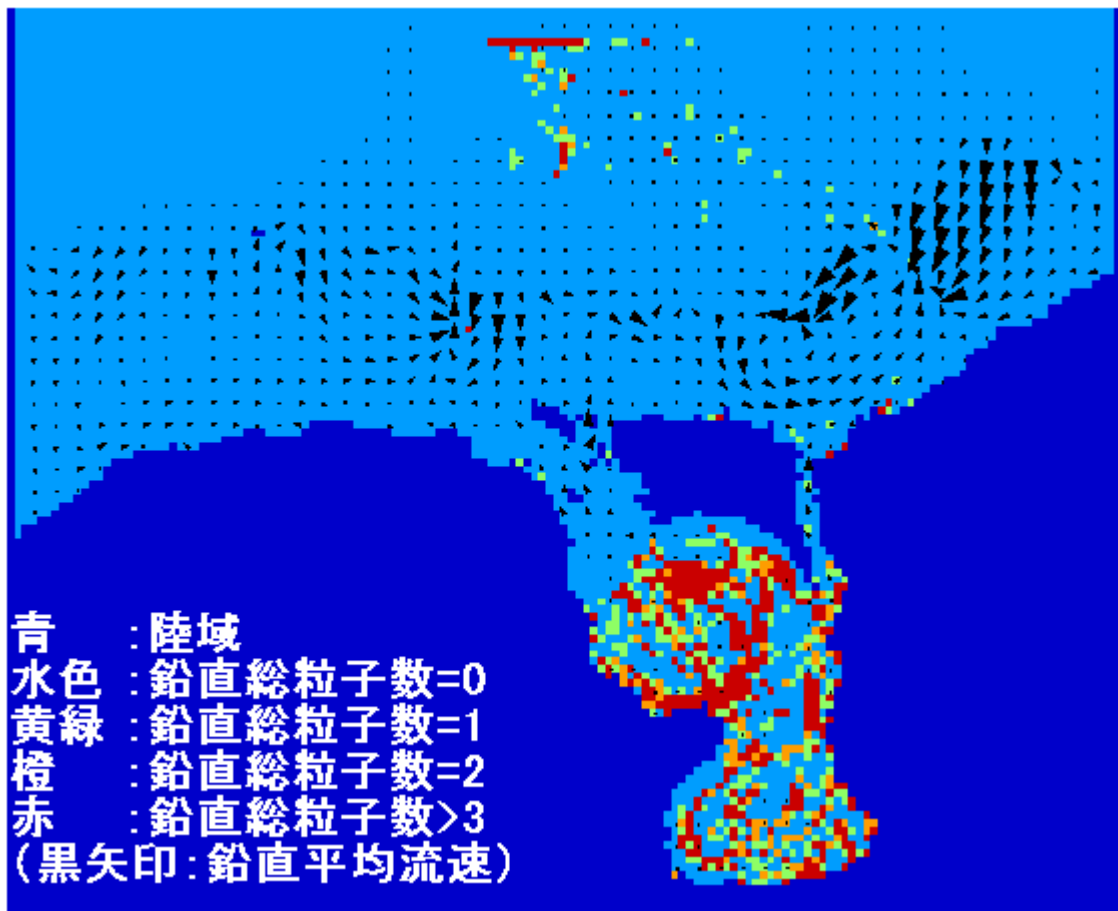 青　　:陸域
水色 :鉛直総粒子数=0
黄緑 :鉛直総粒子数=1
橙　　:鉛直総粒子数=2
赤　　:鉛直総粒子数>3
(黒矢印:鉛直平均流速)